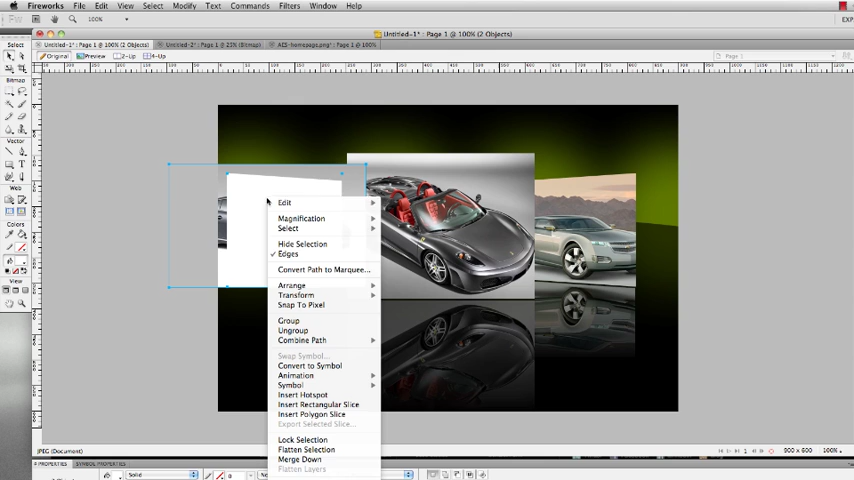 Fireworks File Edit View Select Modify Text Commands Filters Window Help
100%
Untitled-1* : Page 1 @ 100% (2 Objects)
Untitled-1* : Page 1 @ 100% (2 Objects) Untitled-2* : Page 1 @ 23% (Bitmap) AES-homepage.png* : Page 1 @ 100%
Original Preview 2-Up 4-Up Page 1
Select
Bitmap
Vector
Web
Colors
View
Edit
Magnification
Select
Hide Selection
✓ Edges
Convert Path to Marquee...
Arrange
Transform
Snap To Pixel
Group
Ungroup
Combine Path
Swap Symbol...
Convert to Symbol
Animation
Symbol
Insert Hotspot
Insert Rectangular Slice
Insert Polygon Slice
Export Selected Slice...
Lock Selection
Flatten Selection
Merge Down
Flatten Layers
JPEG (Document) 1 900 x 600 100%
PROPERTIES SYMBOL PROPERTIES
Solid 0